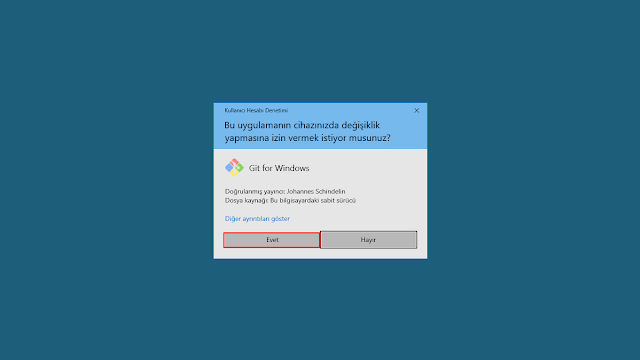 Kullanıcı Hesabı Denetimi
Bu uygulamanın cihazınızda değişiklik
yapmasına izin vermek istiyor musunuz?
Git for Windows
Doğrulanmış yayıncı: Johannes Schindelin
Dosya kaynağı: Bu bilgisayardaki sabit sürücü
Diğer ayrıntıları göster
Evet
Hayır